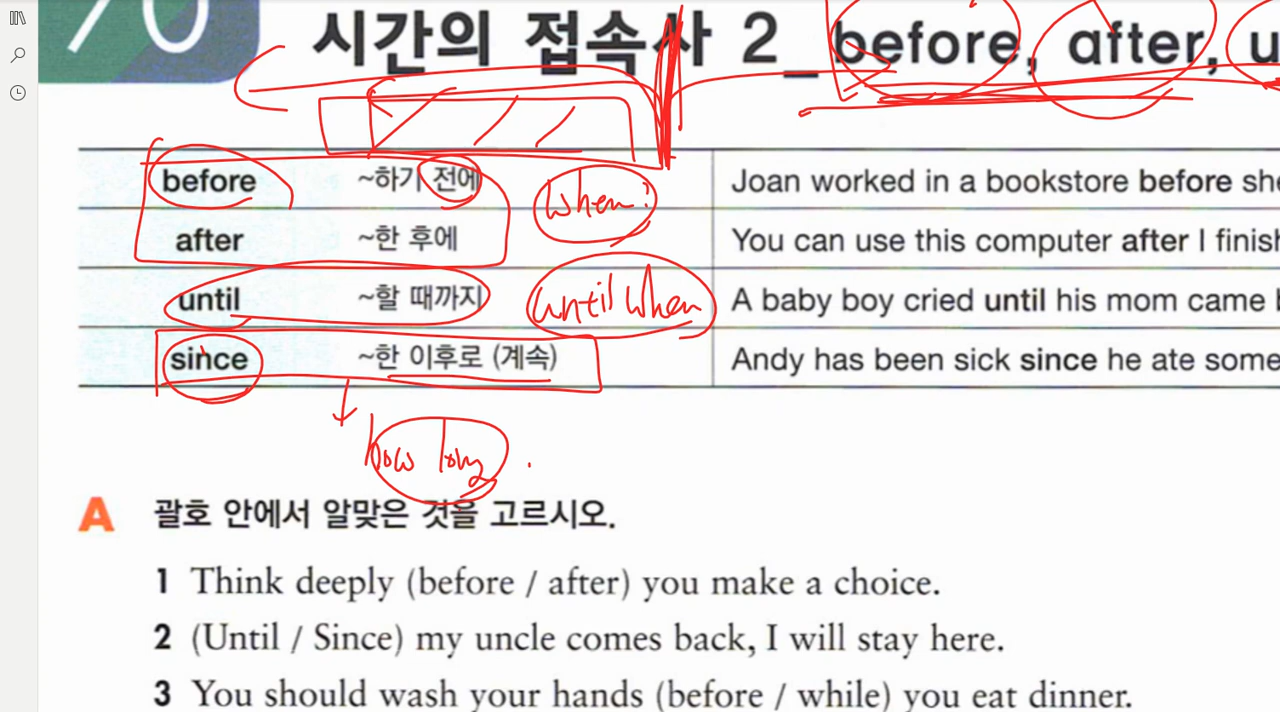 70
시간의 접속사 2_before, after, u
before ~하기 전에 when? Joan worked in a bookstore before she
after ~한 후에 You can use this computer after I finish
until ~할 때까지 until when A baby boy cried until his mom came b
since ~한 이후로 (계속) Andy has been sick since he ate some
how long
A 괄호 안에서 알맞은 것을 고르시오.
1 Think deeply (before / after) you make a choice.
2 (Until / Since) my uncle comes back, I will stay here.
3 You should wash your hands (before / while) you eat dinner.